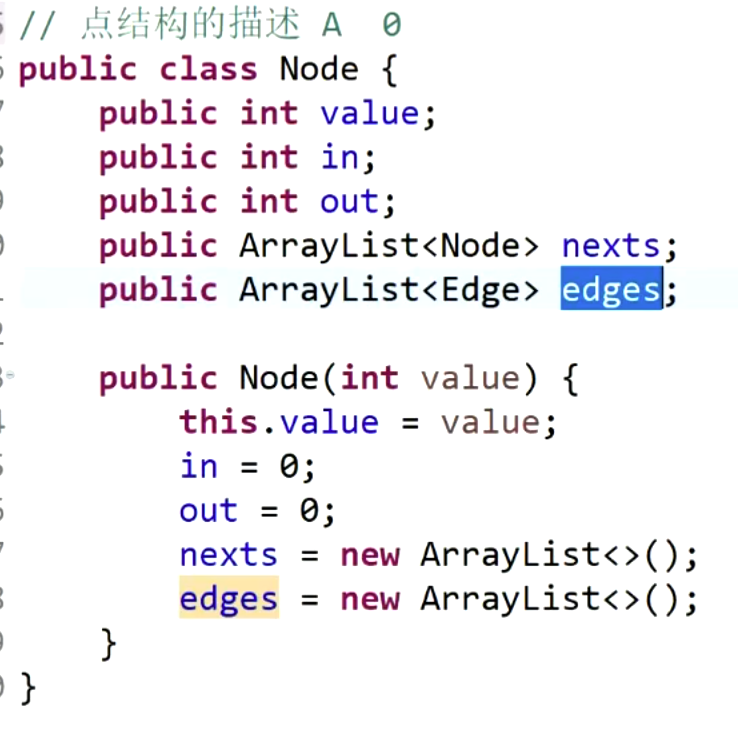 // 点结构的描述 A 0
public class Node {
public int value;
public int in;
public int out;
public ArrayList<Node> nexts;
public ArrayList<Edge> edges;
public Node(int value) {
this.value = value;
in = 0;
out = 0;
nexts = new ArrayList<>();
edges = new ArrayList<>();
}
}